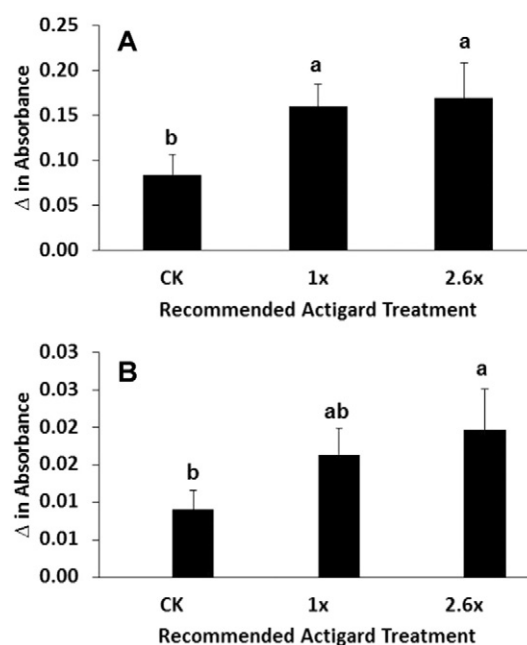 A
0.25
0.20
0.15
0.10
0.05
0.00
Δ in Absorbance
b
a
a
CK 1x 2.6x
Recommended Actigard Treatment
B
0.03
0.03
0.02
0.02
0.01
0.01
0.00
Δ in Absorbance
b
ab
a
CK 1x 2.6x
Recommended Actigard Treatment